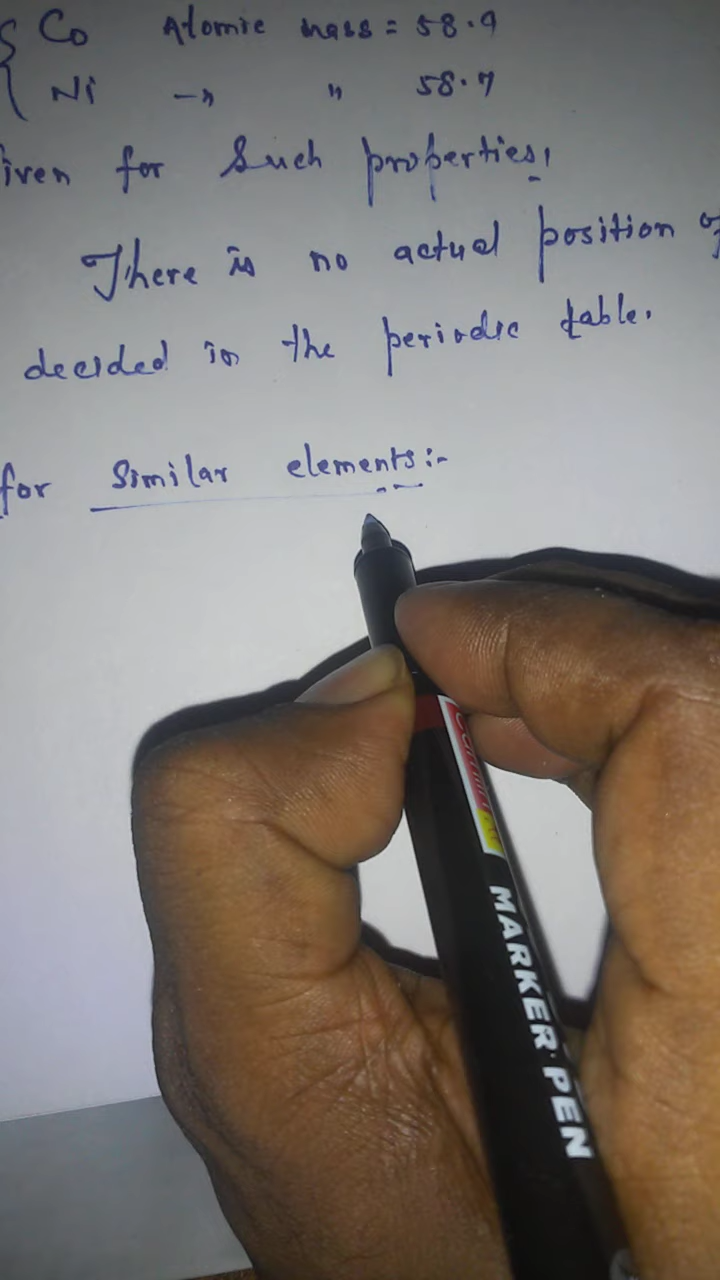 Co Atomic mass = 58.9
Ni → " 58.7
iven for such properties,
There is no actual position of
decided in the periodic table.
for similar elements:-
MARKER PEN